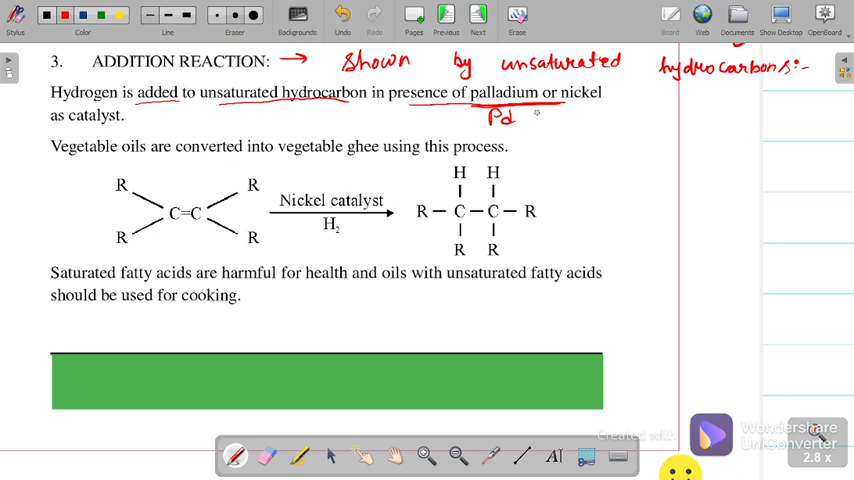 Stylus
Color
Line
Eraser
Backgrounds
Undo
Redo
Pages
Previous
Next
Erase
Board
Web
Documents
Show Desktop
OpenBoard
3. ADDITION REACTION: → shown by unsaturated hydrocarbons:-
Hydrogen is added to unsaturated hydrocarbon in presence of palladium or nickel
as catalyst.
Pd
Vegetable oils are converted into vegetable ghee using this process.
H H
R R Nickel catalyst
C=C R — C — C — R
R R H₂
R R
Saturated fatty acids are harmful for health and oils with unsaturated fatty acids
should be used for cooking.
Created with
Wondershare
UniConverter
2.8 x